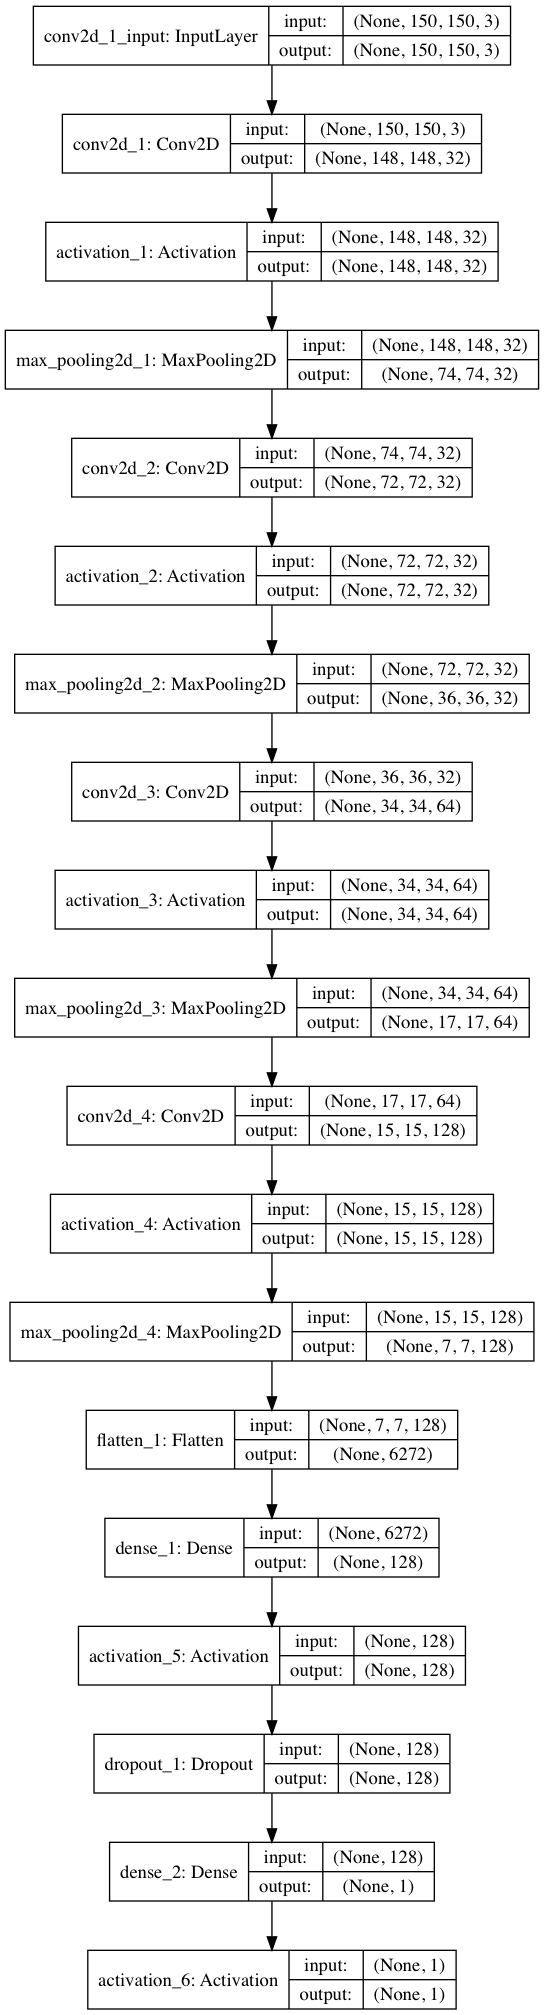 conv2d_1_input: InputLayer
input: (None, 150, 150, 3)
output: (None, 150, 150, 3)
conv2d_1: Conv2D
input: (None, 150, 150, 3)
output: (None, 148, 148, 32)
activation_1: Activation
input: (None, 148, 148, 32)
output: (None, 148, 148, 32)
max_pooling2d_1: MaxPooling2D
input: (None, 148, 148, 32)
output: (None, 74, 74, 32)
conv2d_2: Conv2D
input: (None, 74, 74, 32)
output: (None, 72, 72, 32)
activation_2: Activation
input: (None, 72, 72, 32)
output: (None, 72, 72, 32)
max_pooling2d_2: MaxPooling2D
input: (None, 72, 72, 32)
output: (None, 36, 36, 32)
conv2d_3: Conv2D
input: (None, 36, 36, 32)
output: (None, 34, 34, 64)
activation_3: Activation
input: (None, 34, 34, 64)
output: (None, 34, 34, 64)
max_pooling2d_3: MaxPooling2D
input: (None, 34, 34, 64)
output: (None, 17, 17, 64)
conv2d_4: Conv2D
input: (None, 17, 17, 64)
output: (None, 15, 15, 128)
activation_4: Activation
input: (None, 15, 15, 128)
output: (None, 15, 15, 128)
max_pooling2d_4: MaxPooling2D
input: (None, 15, 15, 128)
output: (None, 7, 7, 128)
flatten_1: Flatten
input: (None, 7, 7, 128)
output: (None, 6272)
dense_1: Dense
input: (None, 6272)
output: (None, 128)
activation_5: Activation
input: (None, 128)
output: (None, 128)
dropout_1: Dropout
input: (None, 128)
output: (None, 128)
dense_2: Dense
input: (None, 128)
output: (None, 1)
activation_6: Activation
input: (None, 1)
output: (None, 1)